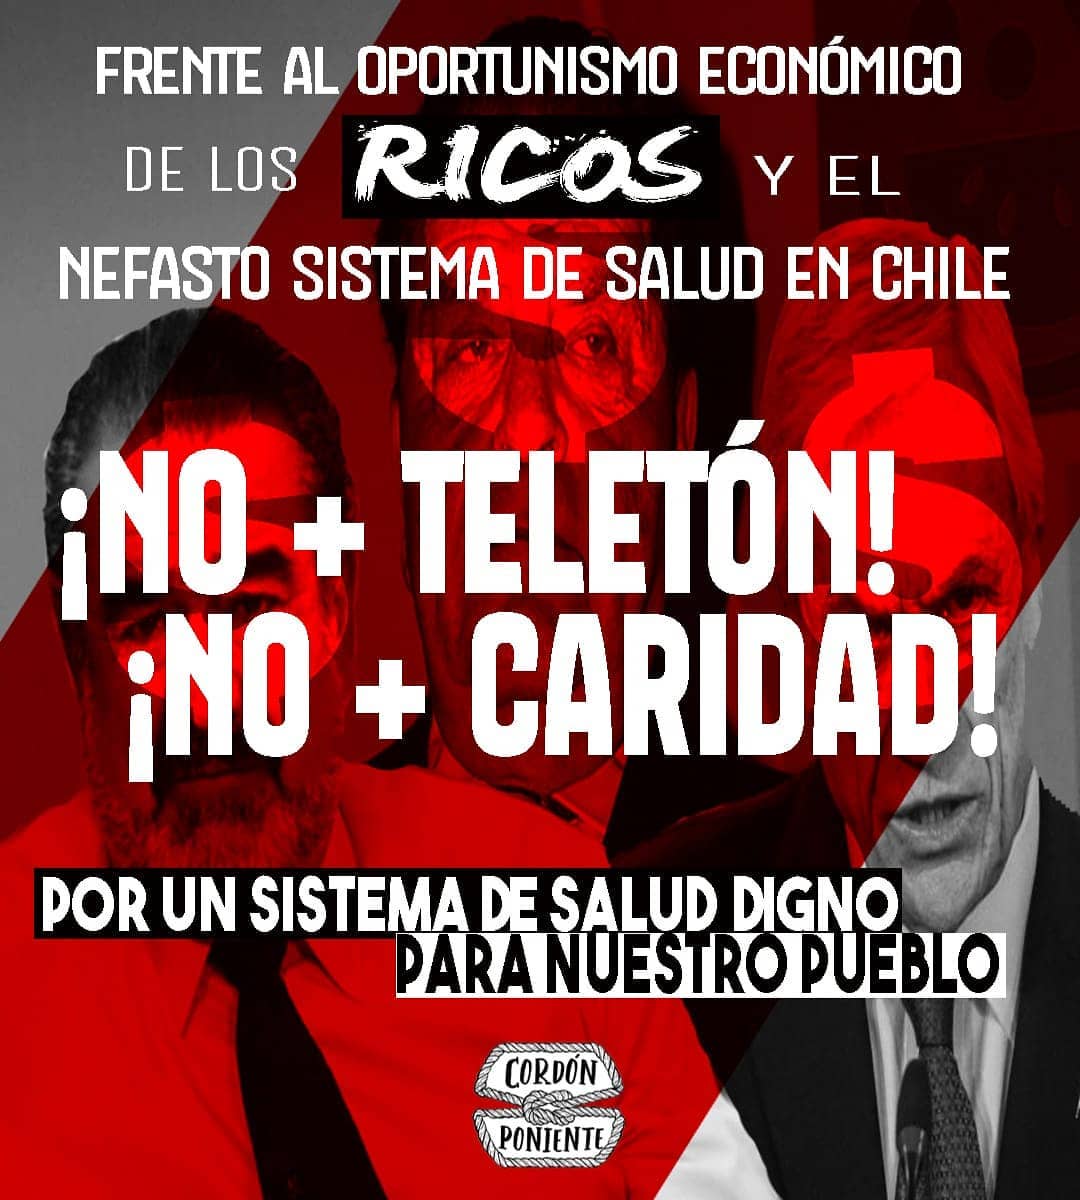 FRENTE AL OPORTUNISMO ECONÓMICO
DE LOS RICOS Y EL
NEFASTO SISTEMA DE SALUD EN CHILE
¡NO + TELETÓN!
¡NO + CARIDAD!
POR UN SISTEMA DE SALUD DIGNO
PARA NUESTRO PUEBLO
CORDÓN
PONIENTE